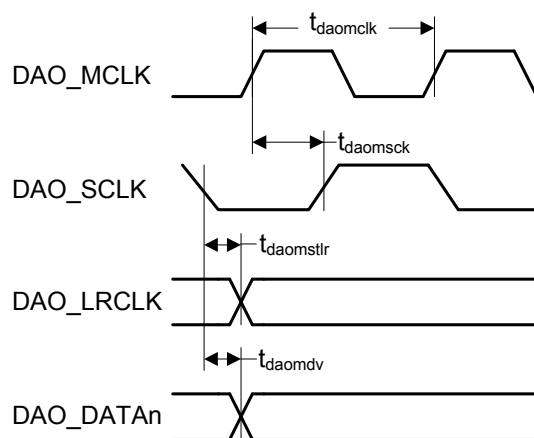 t_daomclk
DAO_MCLK
t_daomsck
DAO_SCLK
t_daomstlr
DAO_LRCLK
t_daomdv
DAO_DATAn